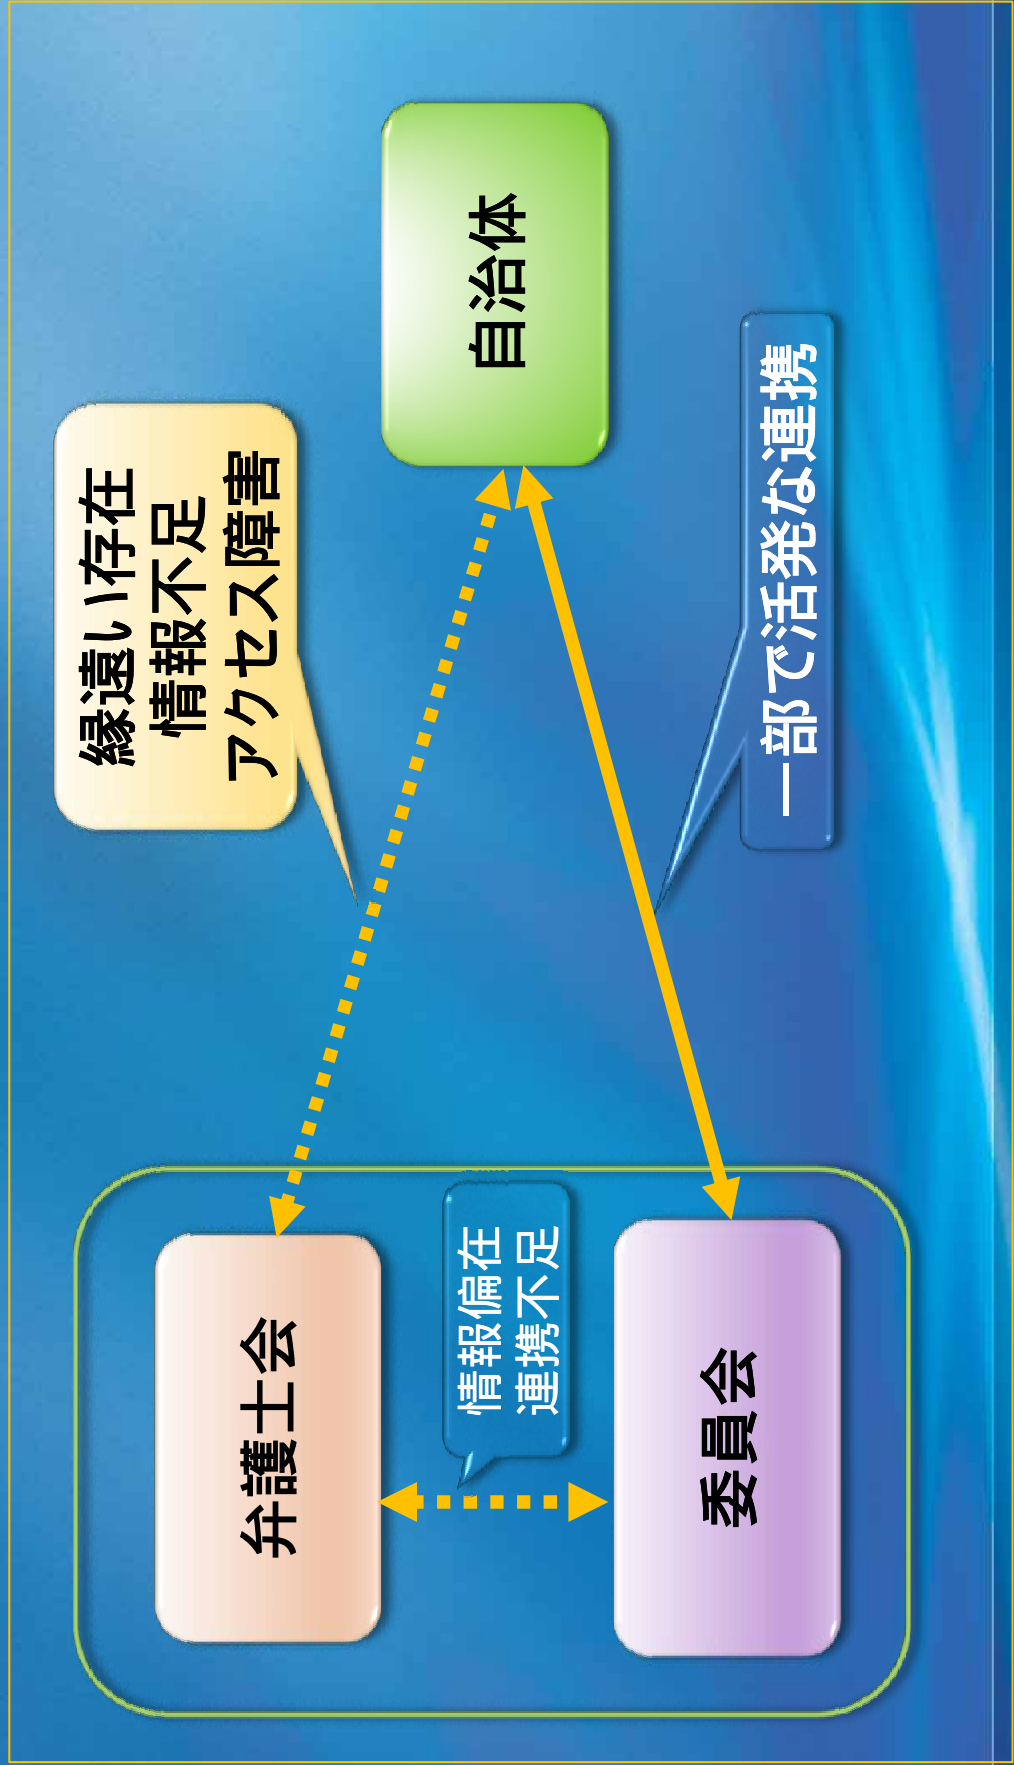 縁遠い存在
情報不足
アクセス障害
弁護士会
自治体
情報偏在
連携不足
委員会
一部で活発な連携